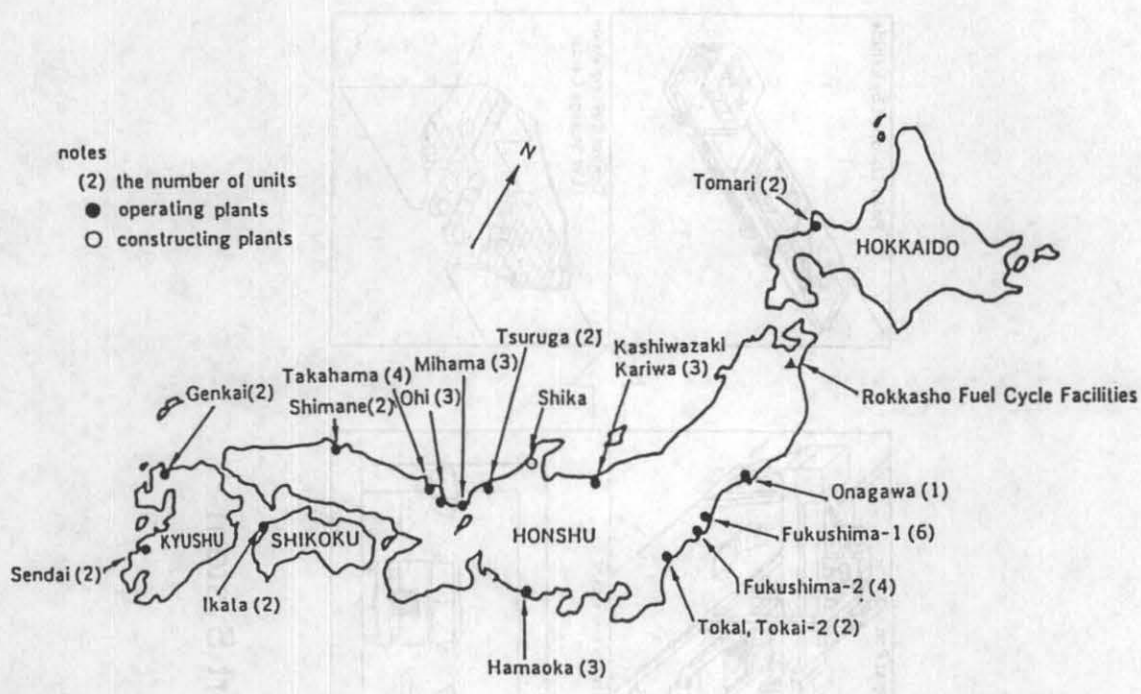 notes
(2) the number of units
● operating plants
○ constructing plants
N
Tomari (2)
HOKKAIDO
Tsuruga (2)
Mihama (3)
Kashiwazaki
Kariwa (3)
Takahama (4)
Genkai(2)
Ohi (3)
Shika
Rokkasho Fuel Cycle Facilities
Shimane(2)
Onagawa (1)
KYUSHU
SHIKOKU
HONSHU
Fukushima-1 (6)
Sendai (2)
Fukushima-2 (4)
Ikata (2)
Tokai, Tokai-2 (2)
Hamaoka (3)